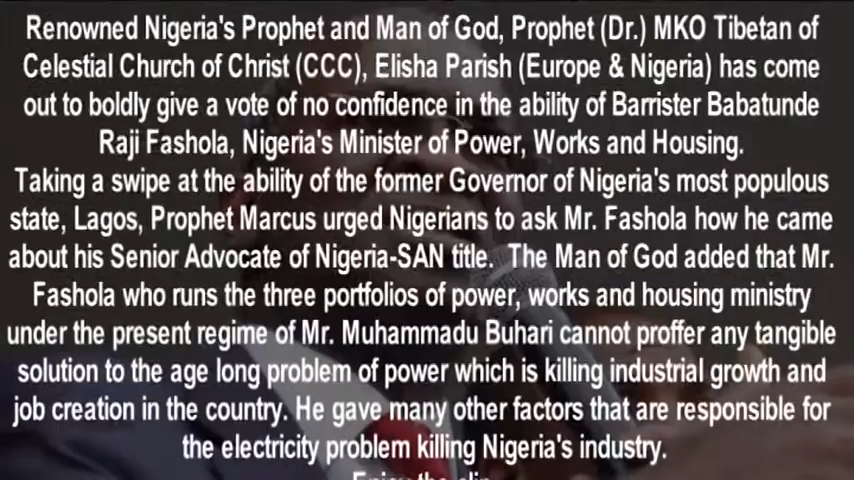 Renowned Nigeria's Prophet and Man of God, Prophet (Dr.) MKO Tibetan of
Celestial Church of Christ (CCC), Elisha Parish (Europe & Nigeria) has come
out to boldly give a vote of no confidence in the ability of Barrister Babatunde
Raji Fashola, Nigeria's Minister of Power, Works and Housing.
Taking a swipe at the ability of the former Governor of Nigeria's most populous
state, Lagos, Prophet Marcus urged Nigerians to ask Mr. Fashola how he came
about his Senior Advocate of Nigeria-SAN title. The Man of God added that Mr.
Fashola who runs the three portfolios of power, works and housing ministry
under the present regime of Mr. Muhammadu Buhari cannot proffer any tangible
solution to the age long problem of power which is killing industrial growth and
job creation in the country. He gave many other factors that are responsible for
the electricity problem killing Nigeria's industry.
Enjoy the clip